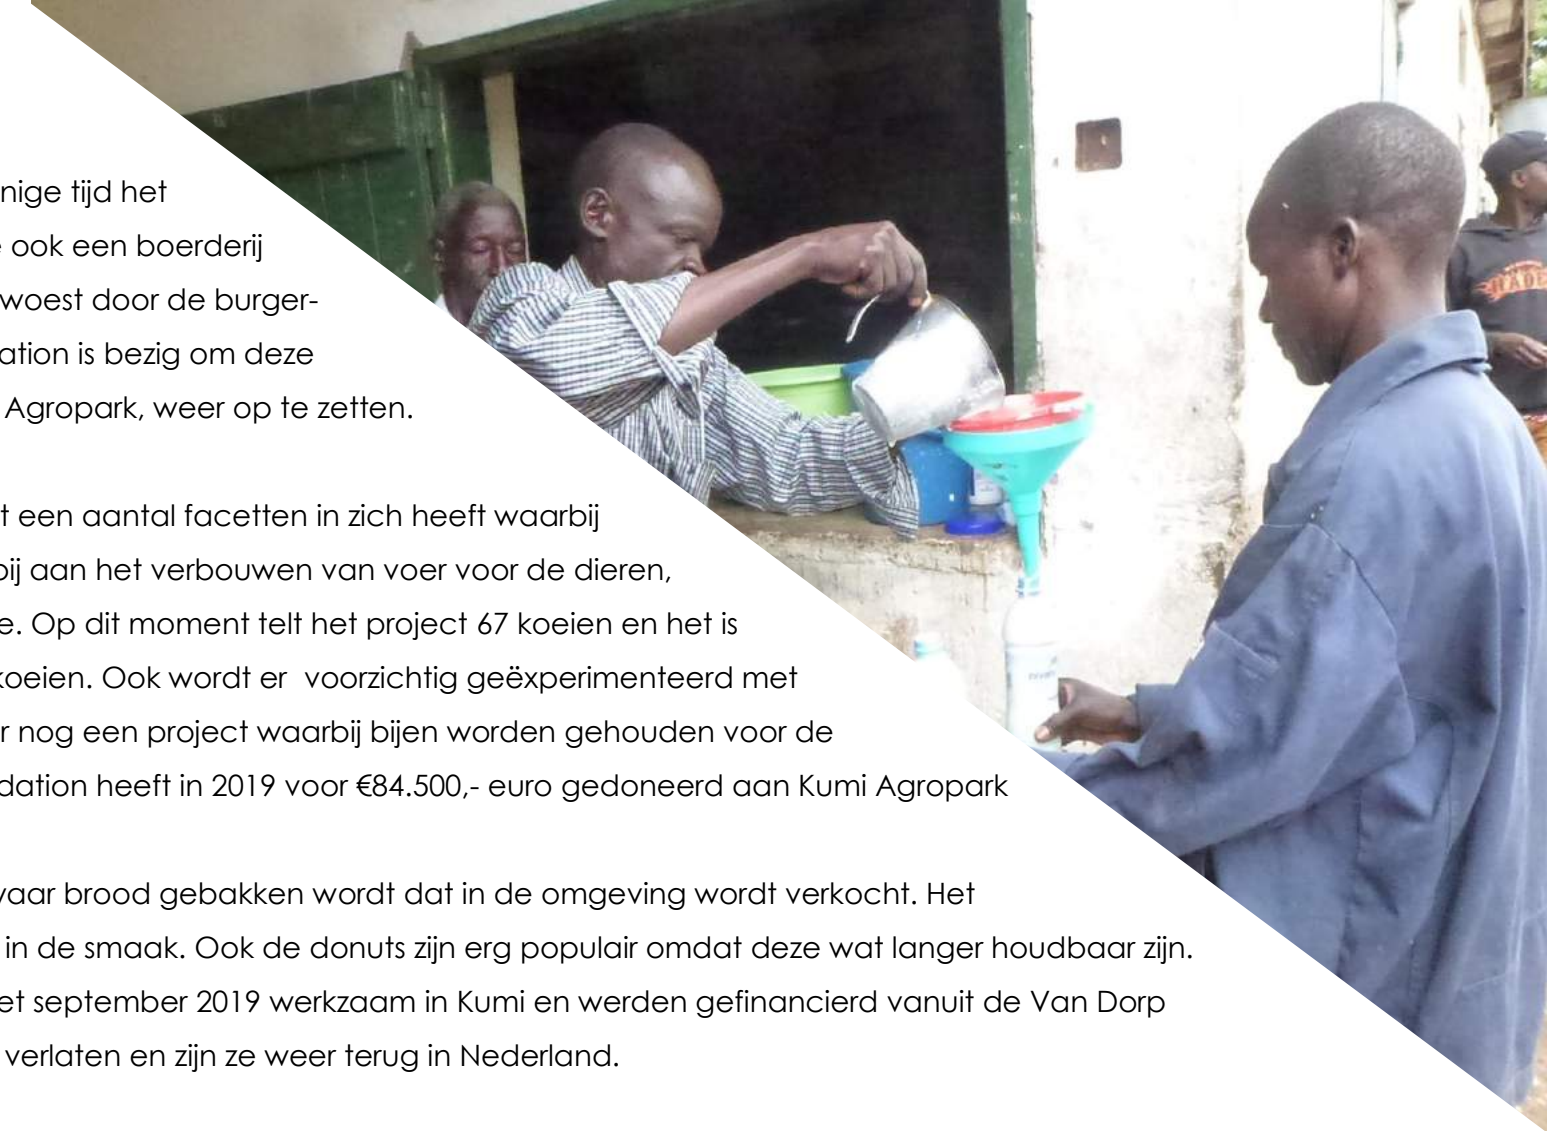 nige tijd het
e ook een boerderij
woest door de burger-
ation is bezig om deze
Agropark, weer op te zetten.
t een aantal facetten in zich heeft waarbij
bij aan het verbouwen van voer voor de dieren,
e. Op dit moment telt het project 67 koeien en het is
koeien. Ook wordt er voorzichtig geëxperimenteerd met
r nog een project waarbij bijen worden gehouden voor de
dation heeft in 2019 voor €84.500,- euro gedoneerd aan Kumi Agropark
waar brood gebakken wordt dat in de omgeving wordt verkocht. Het
in de smaak. Ook de donuts zijn erg populair omdat deze wat langer houdbaar zijn.
et september 2019 werkzaam in Kumi en werden gefinancierd vanuit de Van Dorp
verlaten en zijn ze weer terug in Nederland.